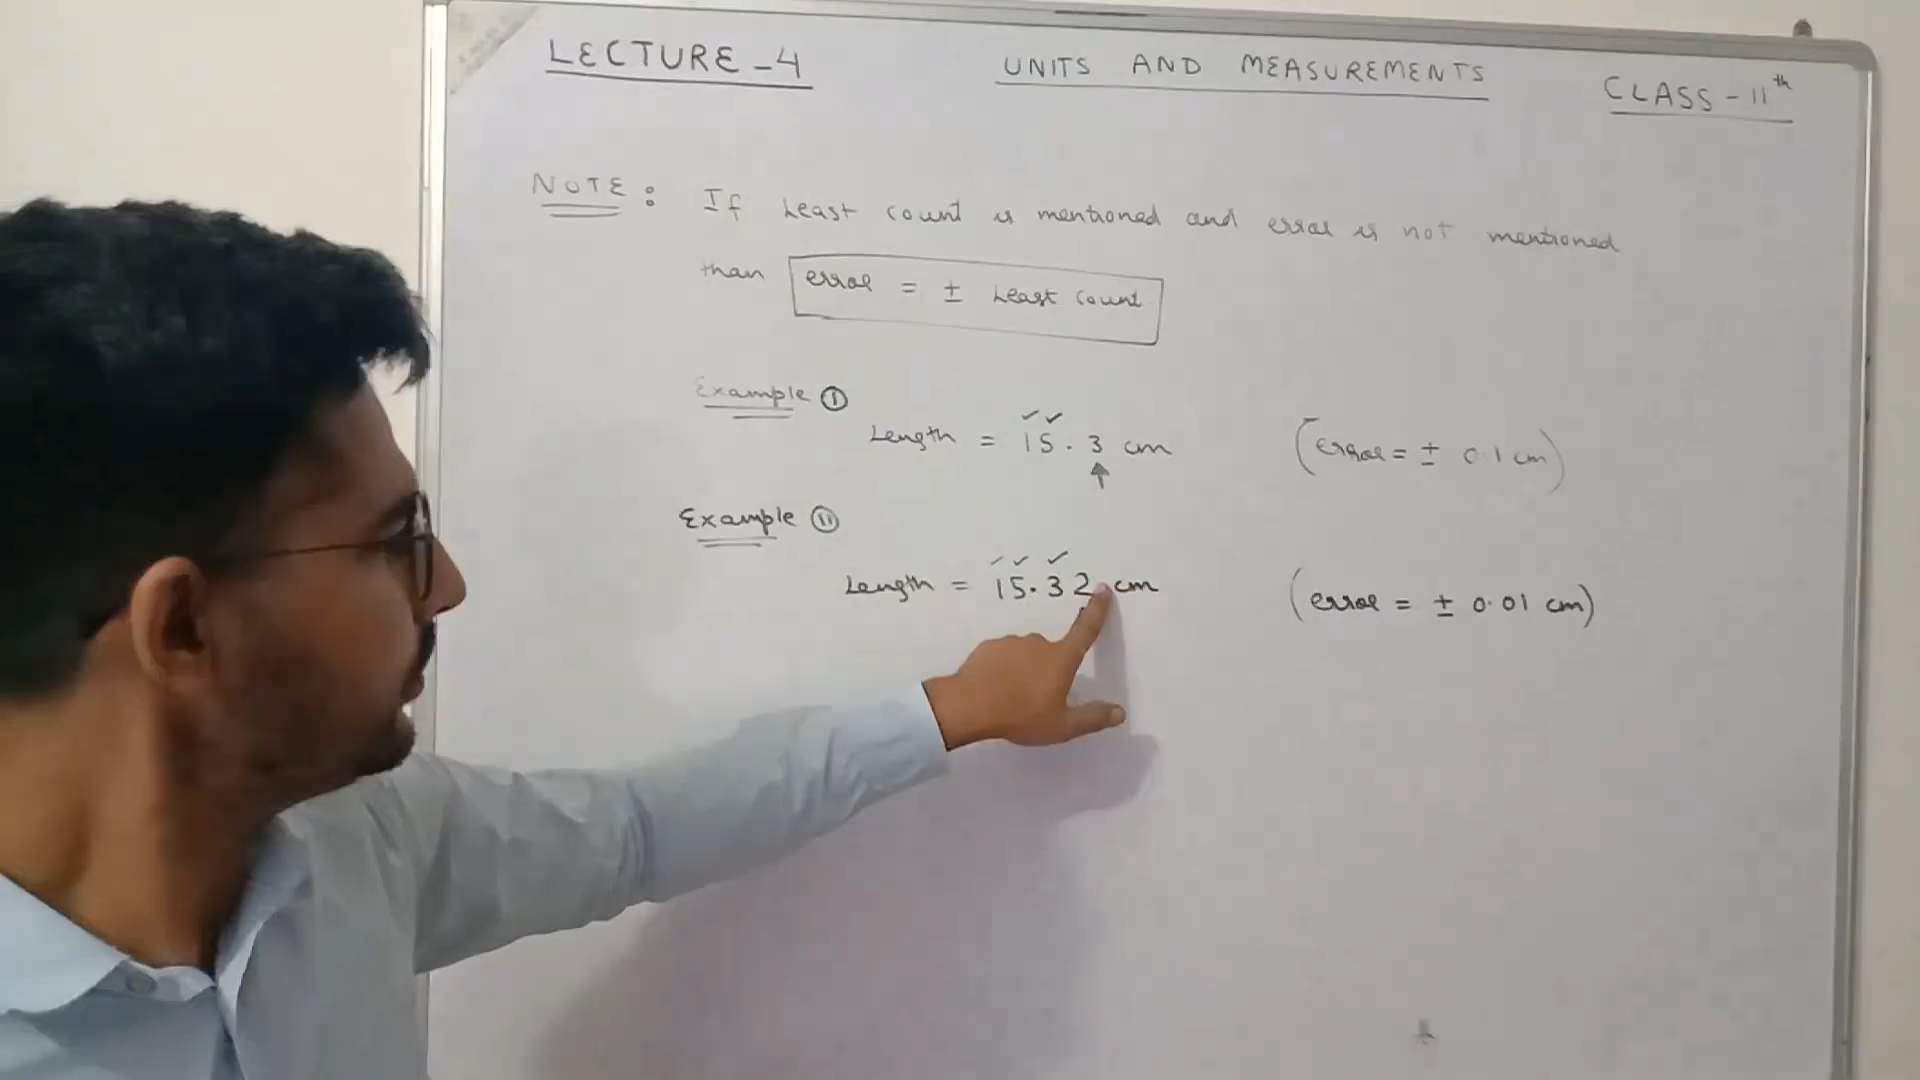 LECTURE-4 UNITS AND MEASUREMENTS CLASS-11th
NOTE: If Least count is mentioned and error is not mentioned
than error = ± Least count
Example ①
Length = 15.3 cm (error = ± 0.1 cm)
Example ⑪
Length = 15.32 cm (error = ± 0.01 cm)